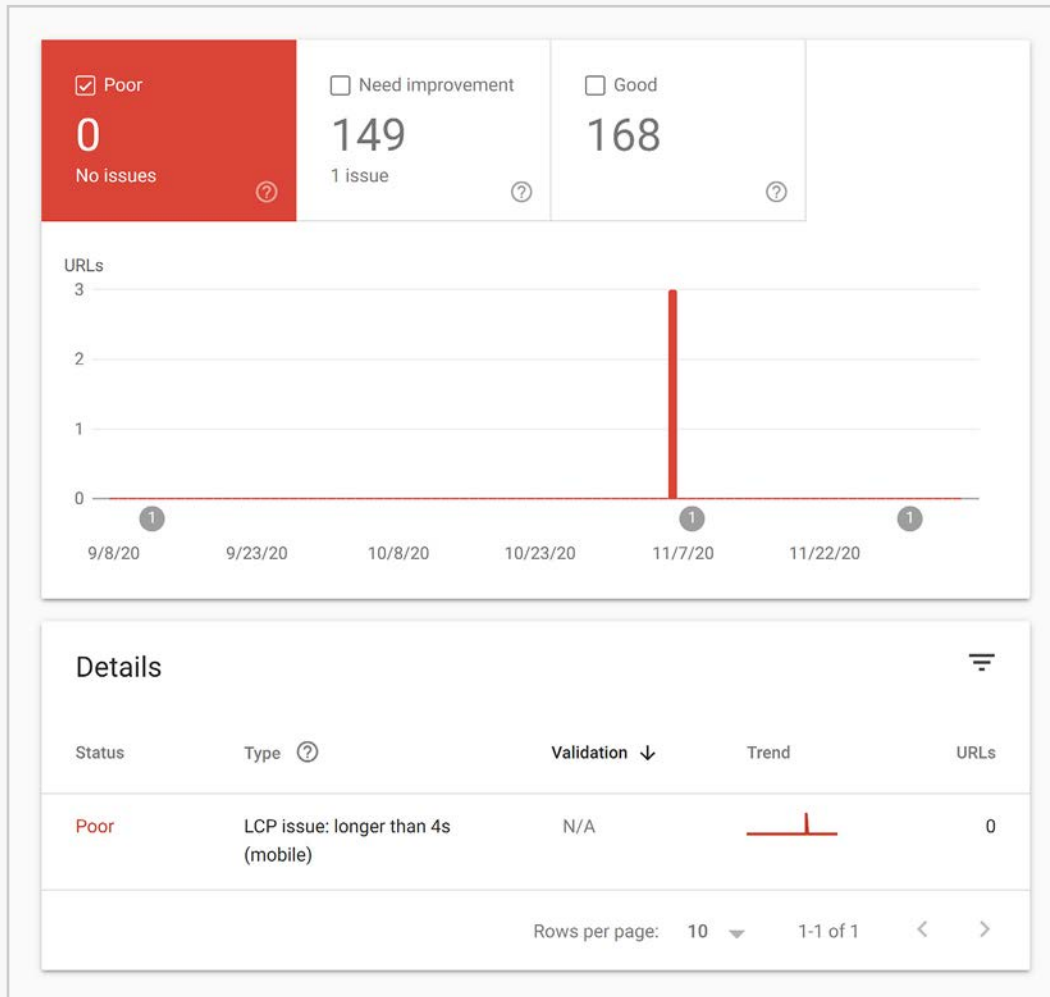 Poor
0
No issues
Need improvement
149
1 issue
Good
168
URLs
3
2
1
0
1 1 1
9/8/20 9/23/20 10/8/20 10/23/20 11/7/20 11/22/20
Details
Status Type Validation Trend URLs
Poor LCP issue: longer than 4s N/A 0
(mobile)
Rows per page: 10 1-1 of 1